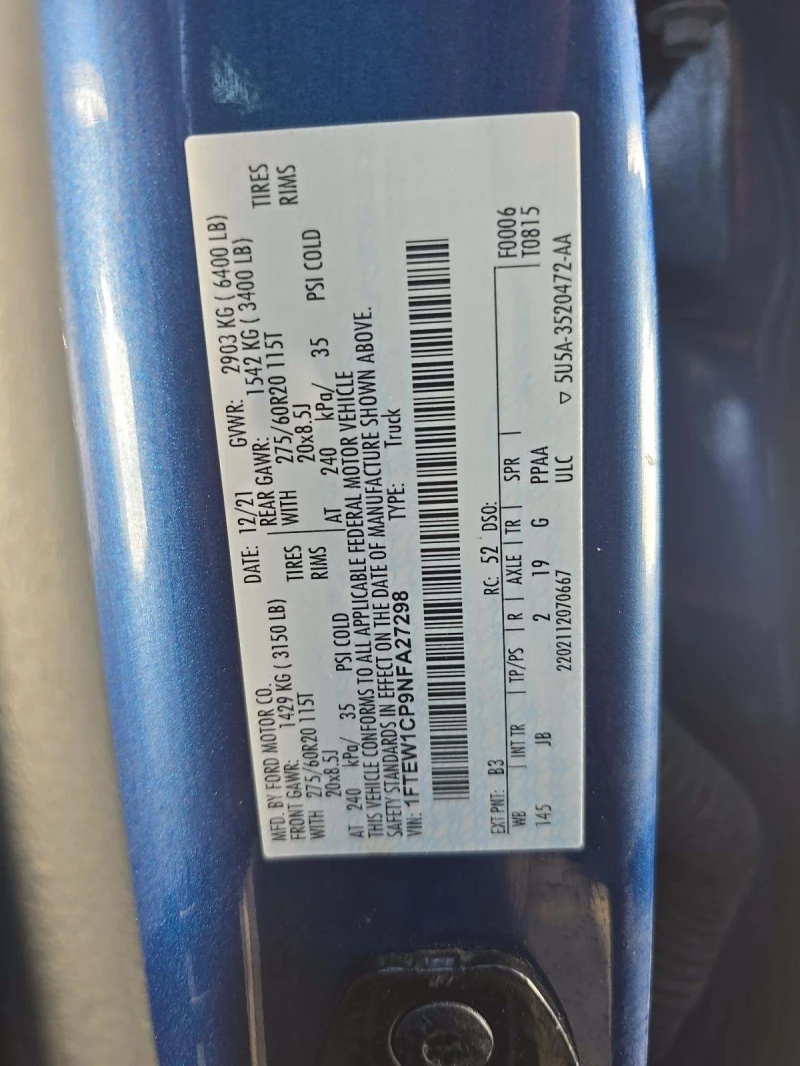 MFD. BY FORD MOTOR CO. DATE: 12/21 GVWR: 2903 KG ( 6400 LB)
FRONT GAWR: 1429 KG ( 3150 LB) REAR GAWR: 1542 KG ( 3400 LB)
WITH 275/60R20 115T TIRES WITH 275/60R20 115T TIRES
20x8.5J RIMS 20x8.5J RIMS
AT 240 kPa/ 35 PSI COLD AT 240 kPa/ 35 PSI COLD
THIS VEHICLE CONFORMS TO ALL APPLICABLE FEDERAL MOTOR VEHICLE
SAFETY STANDARDS IN EFFECT ON THE DATE OF MANUFACTURE SHOWN ABOVE.
VIN: 1FTEW1CP9NFA27298 TYPE: Truck
EXT PNT: B3 RC: 52 DSO: F0006
WB INT TR TP/PS R AXLE TR SPR T0815
145 JB 2 19 G PPAA
2202112070667 ULC ▽ 5U5A-3520472-AA